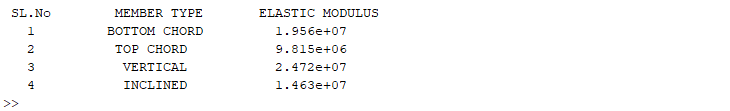 SL.No MEMBER TYPE ELASTIC MODULUS
1 BOTTOM CHORD 1.956e+07
2 TOP CHORD 9.815e+06
3 VERTICAL 2.472e+07
4 INCLINED 1.463e+07
>>